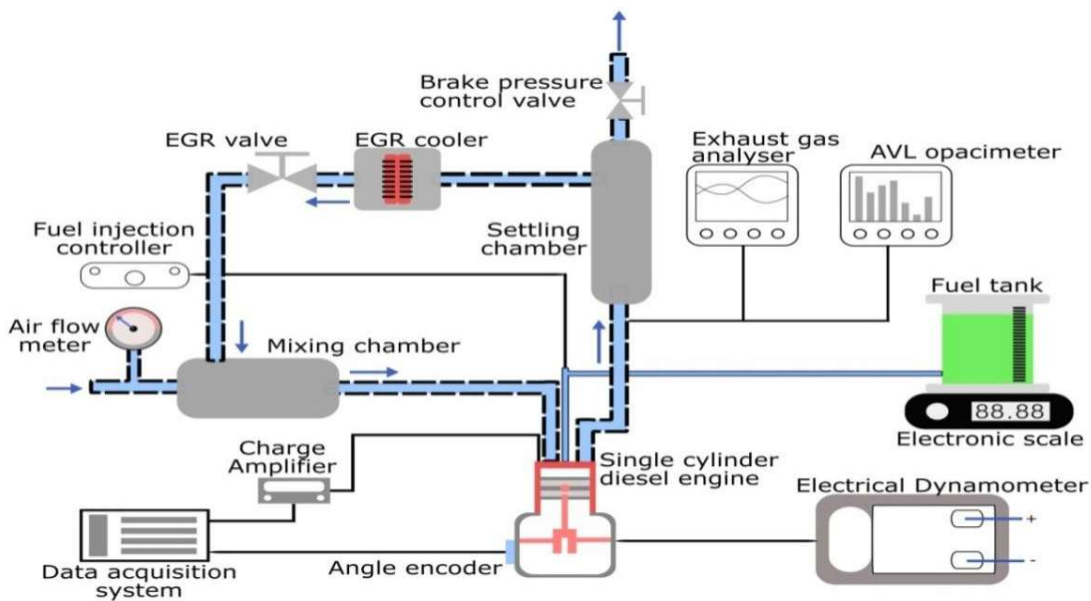 Brake pressure
control valve
EGR valve
EGR cooler
Exhaust gas
analyser
AVL opacimeter
Fuel injection
controller
Settling
chamber
Fuel tank
Air flow
meter
Mixing chamber
88.88
Electronic scale
Charge
Amplifier
Single cylinder
diesel engine
Electrical Dynamometer
+
-
Angle encoder
Data acquisition
system